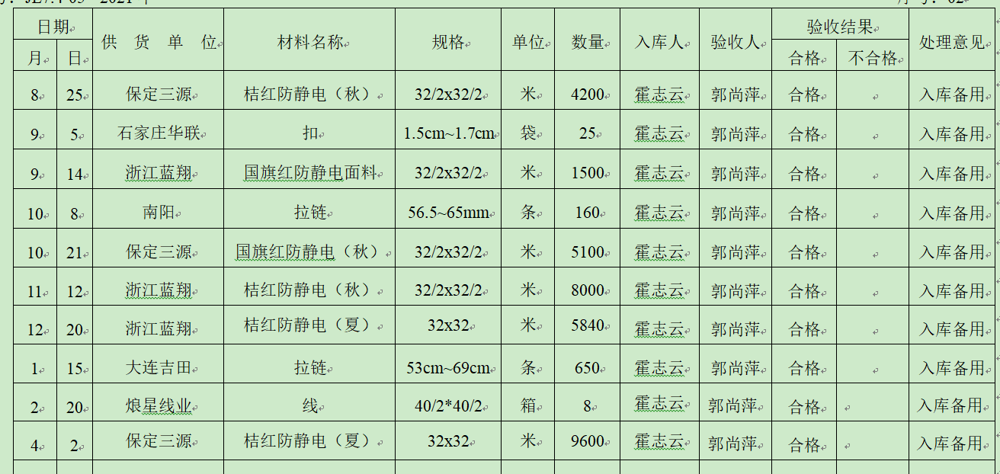 日期 供 货 单 位 材料名称 规格 单位 数量 入库人 验收人 验收结果 处理意见
月 日 合格 不合格
8 25 保定三源 桔红防静电（秋） 32/2x32/2 米 4200 霍志云 郭尚萍 合格 入库备用
9 5 石家庄华联 扣 1.5cm~1.7cm 袋 25 霍志云 郭尚萍 合格 入库备用
9 14 浙江蓝翔 国旗红防静电面料 32/2x32/2 米 1500 霍志云 郭尚萍 合格 入库备用
10 8 南阳 拉链 56.5~65mm 条 160 霍志云 郭尚萍 合格 入库备用
10 21 保定三源 国旗红防静电（秋） 32/2x32/2 米 5100 霍志云 郭尚萍 合格 入库备用
11 12 浙江蓝翔 桔红防静电（秋） 32/2x32/2 米 8000 霍志云 郭尚萍 合格 入库备用
12 20 浙江蓝翔 桔红防静电（夏） 32x32 米 5840 霍志云 郭尚萍 合格 入库备用
1 15 大连吉田 拉链 53cm~69cm 条 650 霍志云 郭尚萍 合格 入库备用
2 20 烺星线业 线 40/2*40/2 箱 8 霍志云 郭尚萍 合格 入库备用
4 2 保定三源 桔红防静电（夏） 32x32 米 9600 霍志云 郭尚萍 合格 入库备用